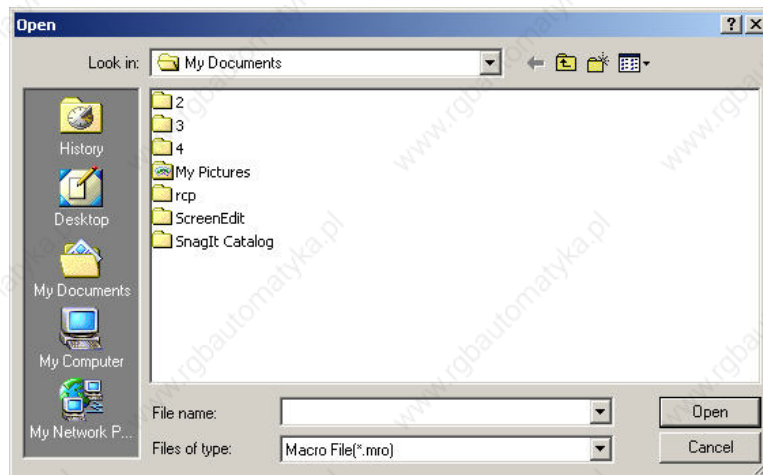 Open
Look in: My Documents
2
3
4
My Pictures
rcp
ScreenEdit
SnagIt Catalog
History
Desktop
My Documents
My Computer
My Network P...
File name:
Open
Files of type: Macro File(*.mro)
Cancel
www.rgbautomatyka.pl